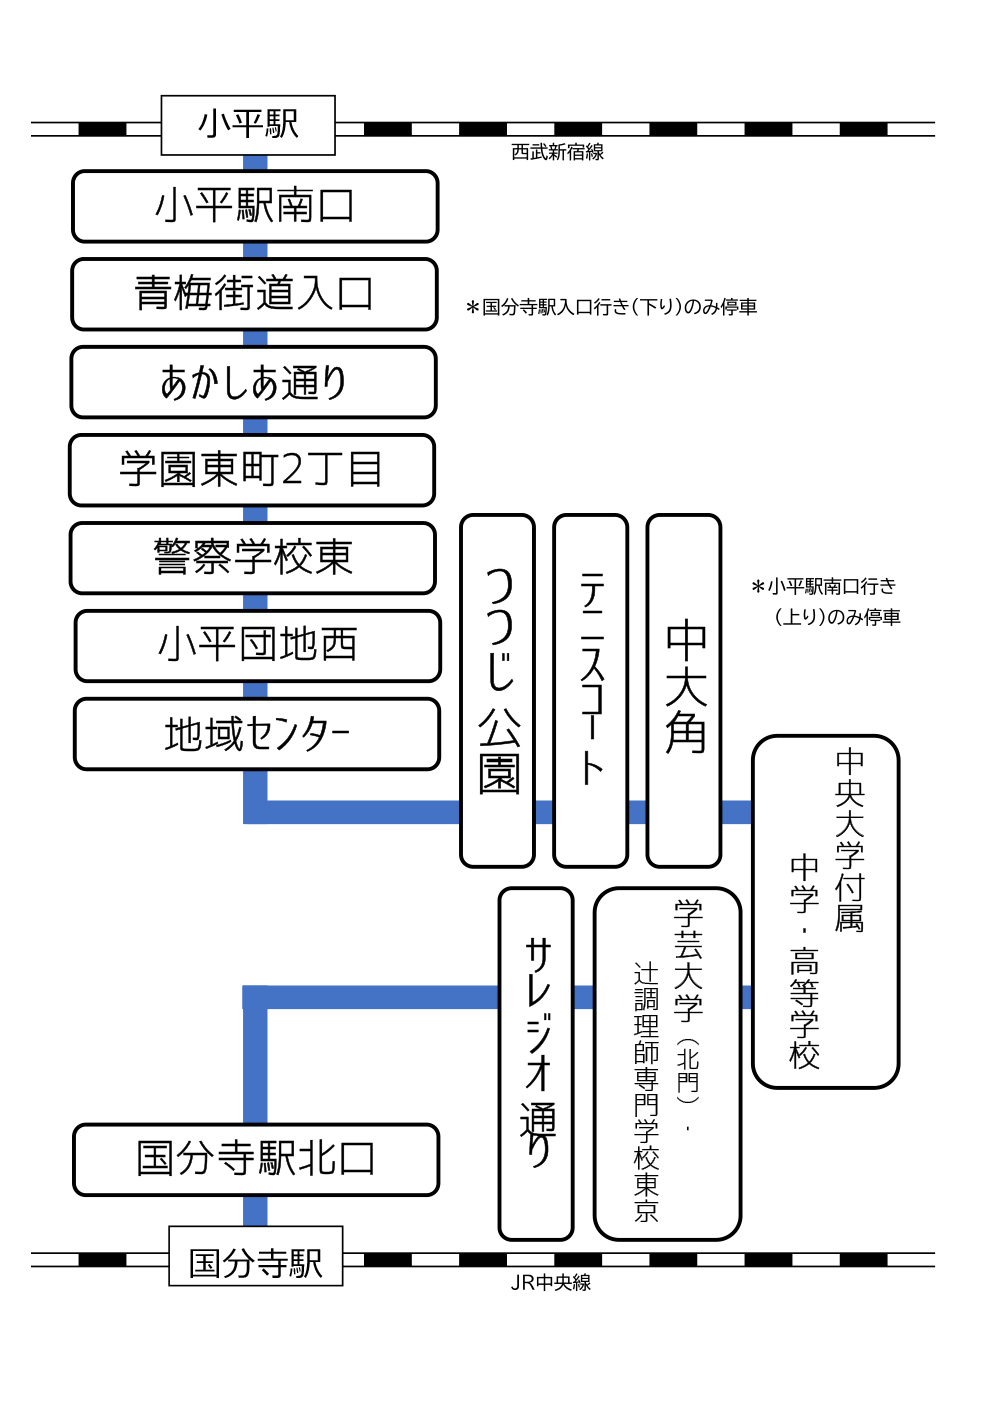 小平駅
西武新宿線
小平駅南口
青梅街道入口
＊国分寺駅入口行き（下り）のみ停車
あかしあ通り
学園東町2丁目
警察学校東
小平団地西
地域センター
つつじ公園
テニスコート
中大角
＊小平駅南口行き
（上り）のみ停車
中央大学付属
中学・高等学校
学芸大学（北門）・
辻調理師専門学校東京
サレジオ通り
国分寺駅北口
国分寺駅
JR中央線